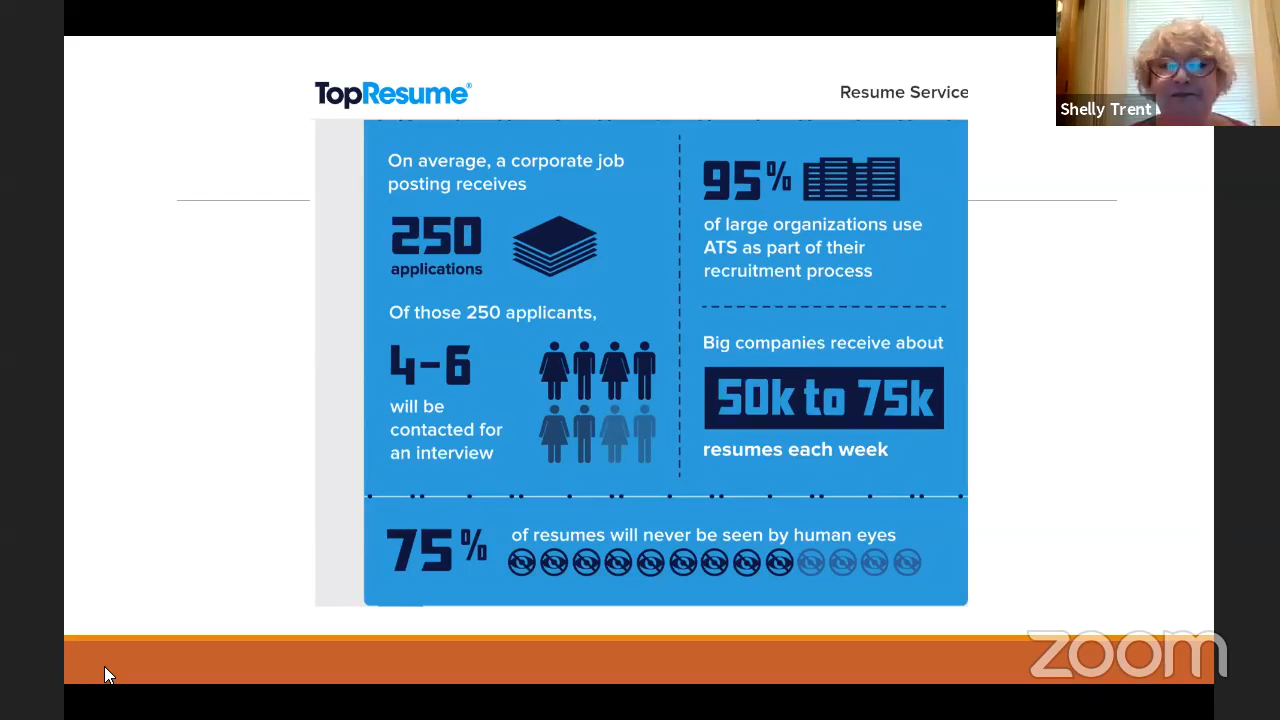 TopResume®
Resume Service
Shelly Trent
On average, a corporate job
posting receives
250
applications
Of those 250 applicants,
4-6
will be
contacted for
an interview
95%
of large organizations use
ATS as part of their
recruitment process
Big companies receive about
50k to 75k
resumes each week
75%
of resumes will never be seen by human eyes
zoom